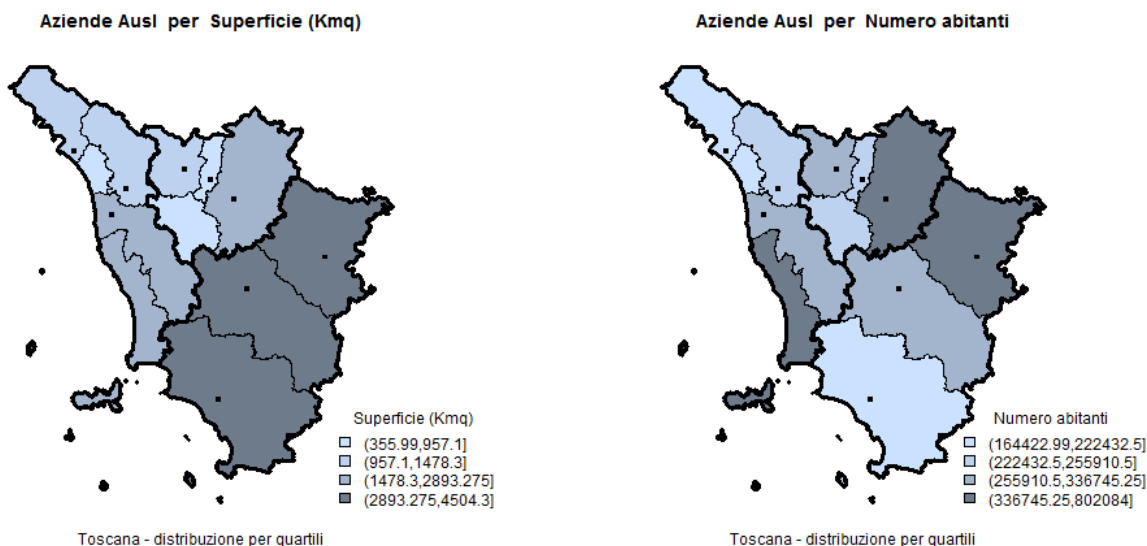 Aziende Ausl per Superficie (Kmq)
Superficie (Kmq)
(355.99,957.1]
(957.1,1478.3]
(1478.3,2893.275]
(2893.275,4504.3]
Toscana - distribuzione per quartili
Aziende Ausl per Numero abitanti
Numero abitanti
(164422.99,222432.5]
(222432.5,255910.5]
(255910.5,336745.25]
(336745.25,802084]
Toscana - distribuzione per quartili